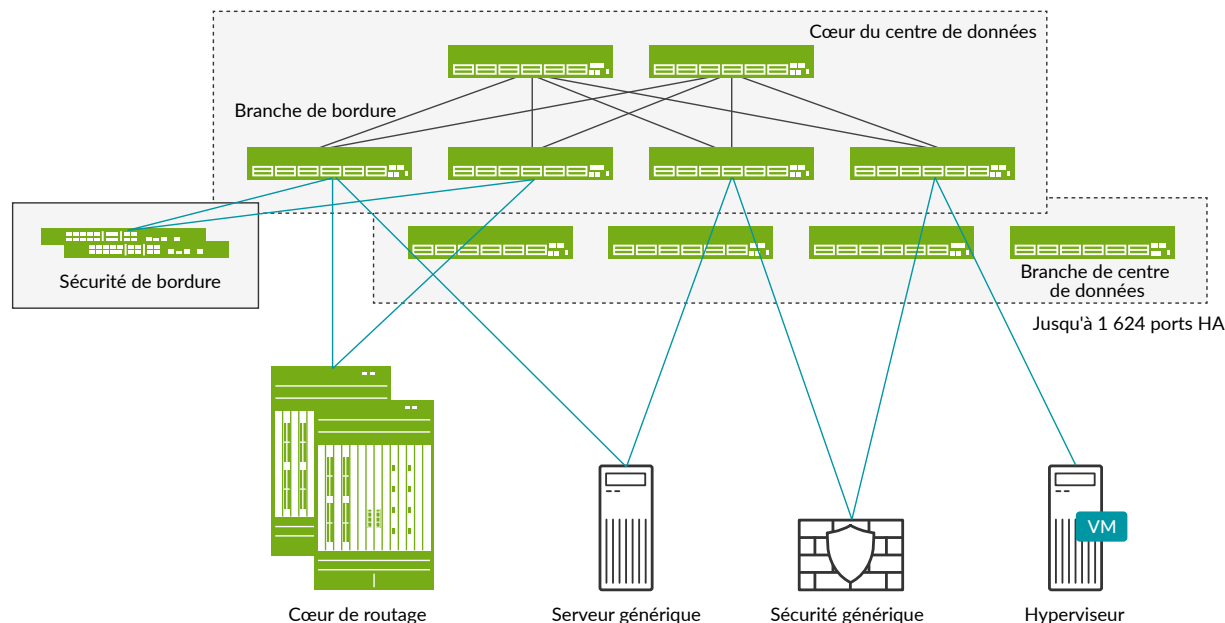 Cœur du centre de données
Branche de bordure
Sécurité de bordure
Branche de centre
de données
Jusqu'à 1 624 ports HA
VM
Cœur de routage
Serveur générique
Sécurité générique
Hyperviseur